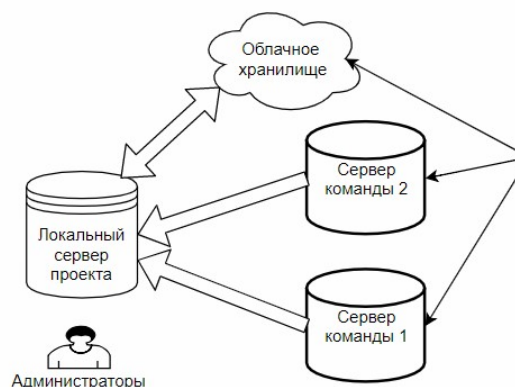 Облачное
хранилище
Сервер
команды 2
Локальный
сервер
проекта
Сервер
команды 1
Администраторы